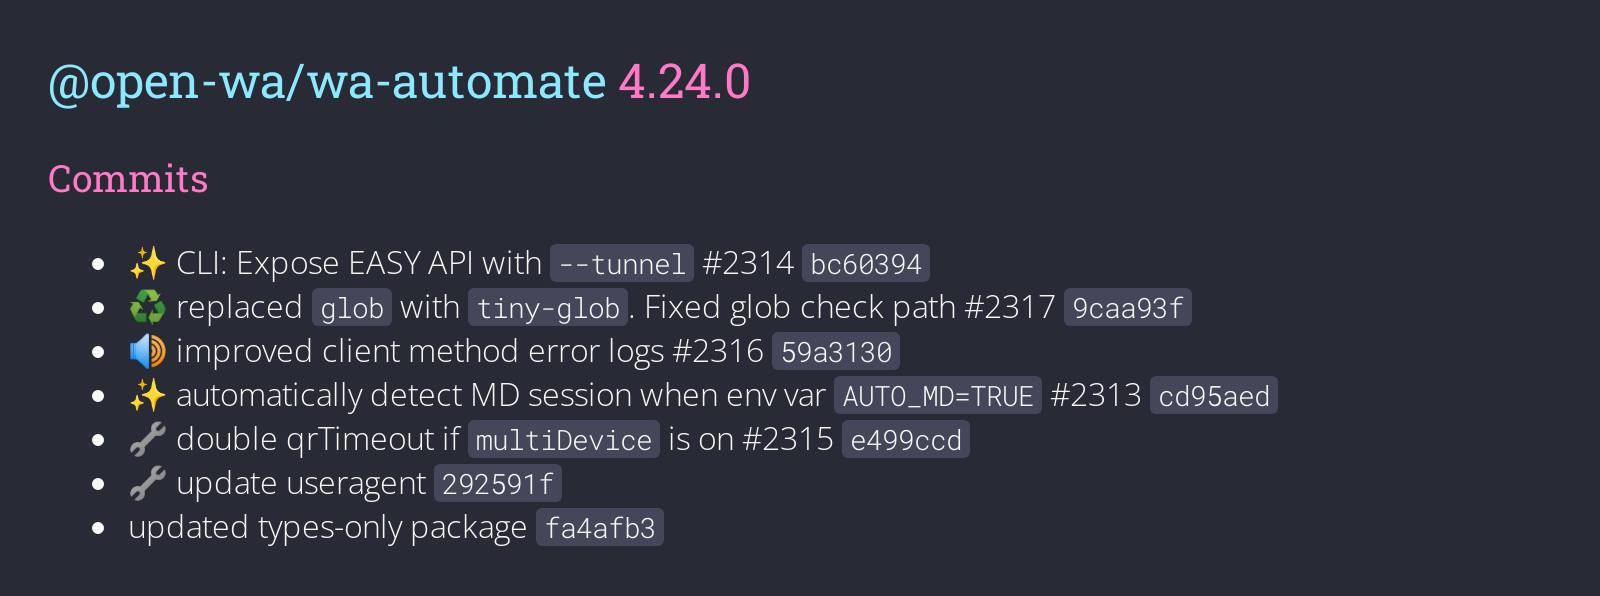 @open-wa/wa-automate 4.24.0
Commits
✨ CLI: Expose EASY API with --tunnel #2314 bc60394
♻️ replaced glob with tiny-glob. Fixed glob check path #2317 9caa93f
🔊 improved client method error logs #2316 59a3130
✨ automatically detect MD session when env var AUTO_MD=TRUE #2313 cd95aed
🔧 double qrTimeout if multiDevice is on #2315 e499ccd
🔧 update useragent 292591f
updated types-only package fa4afb3